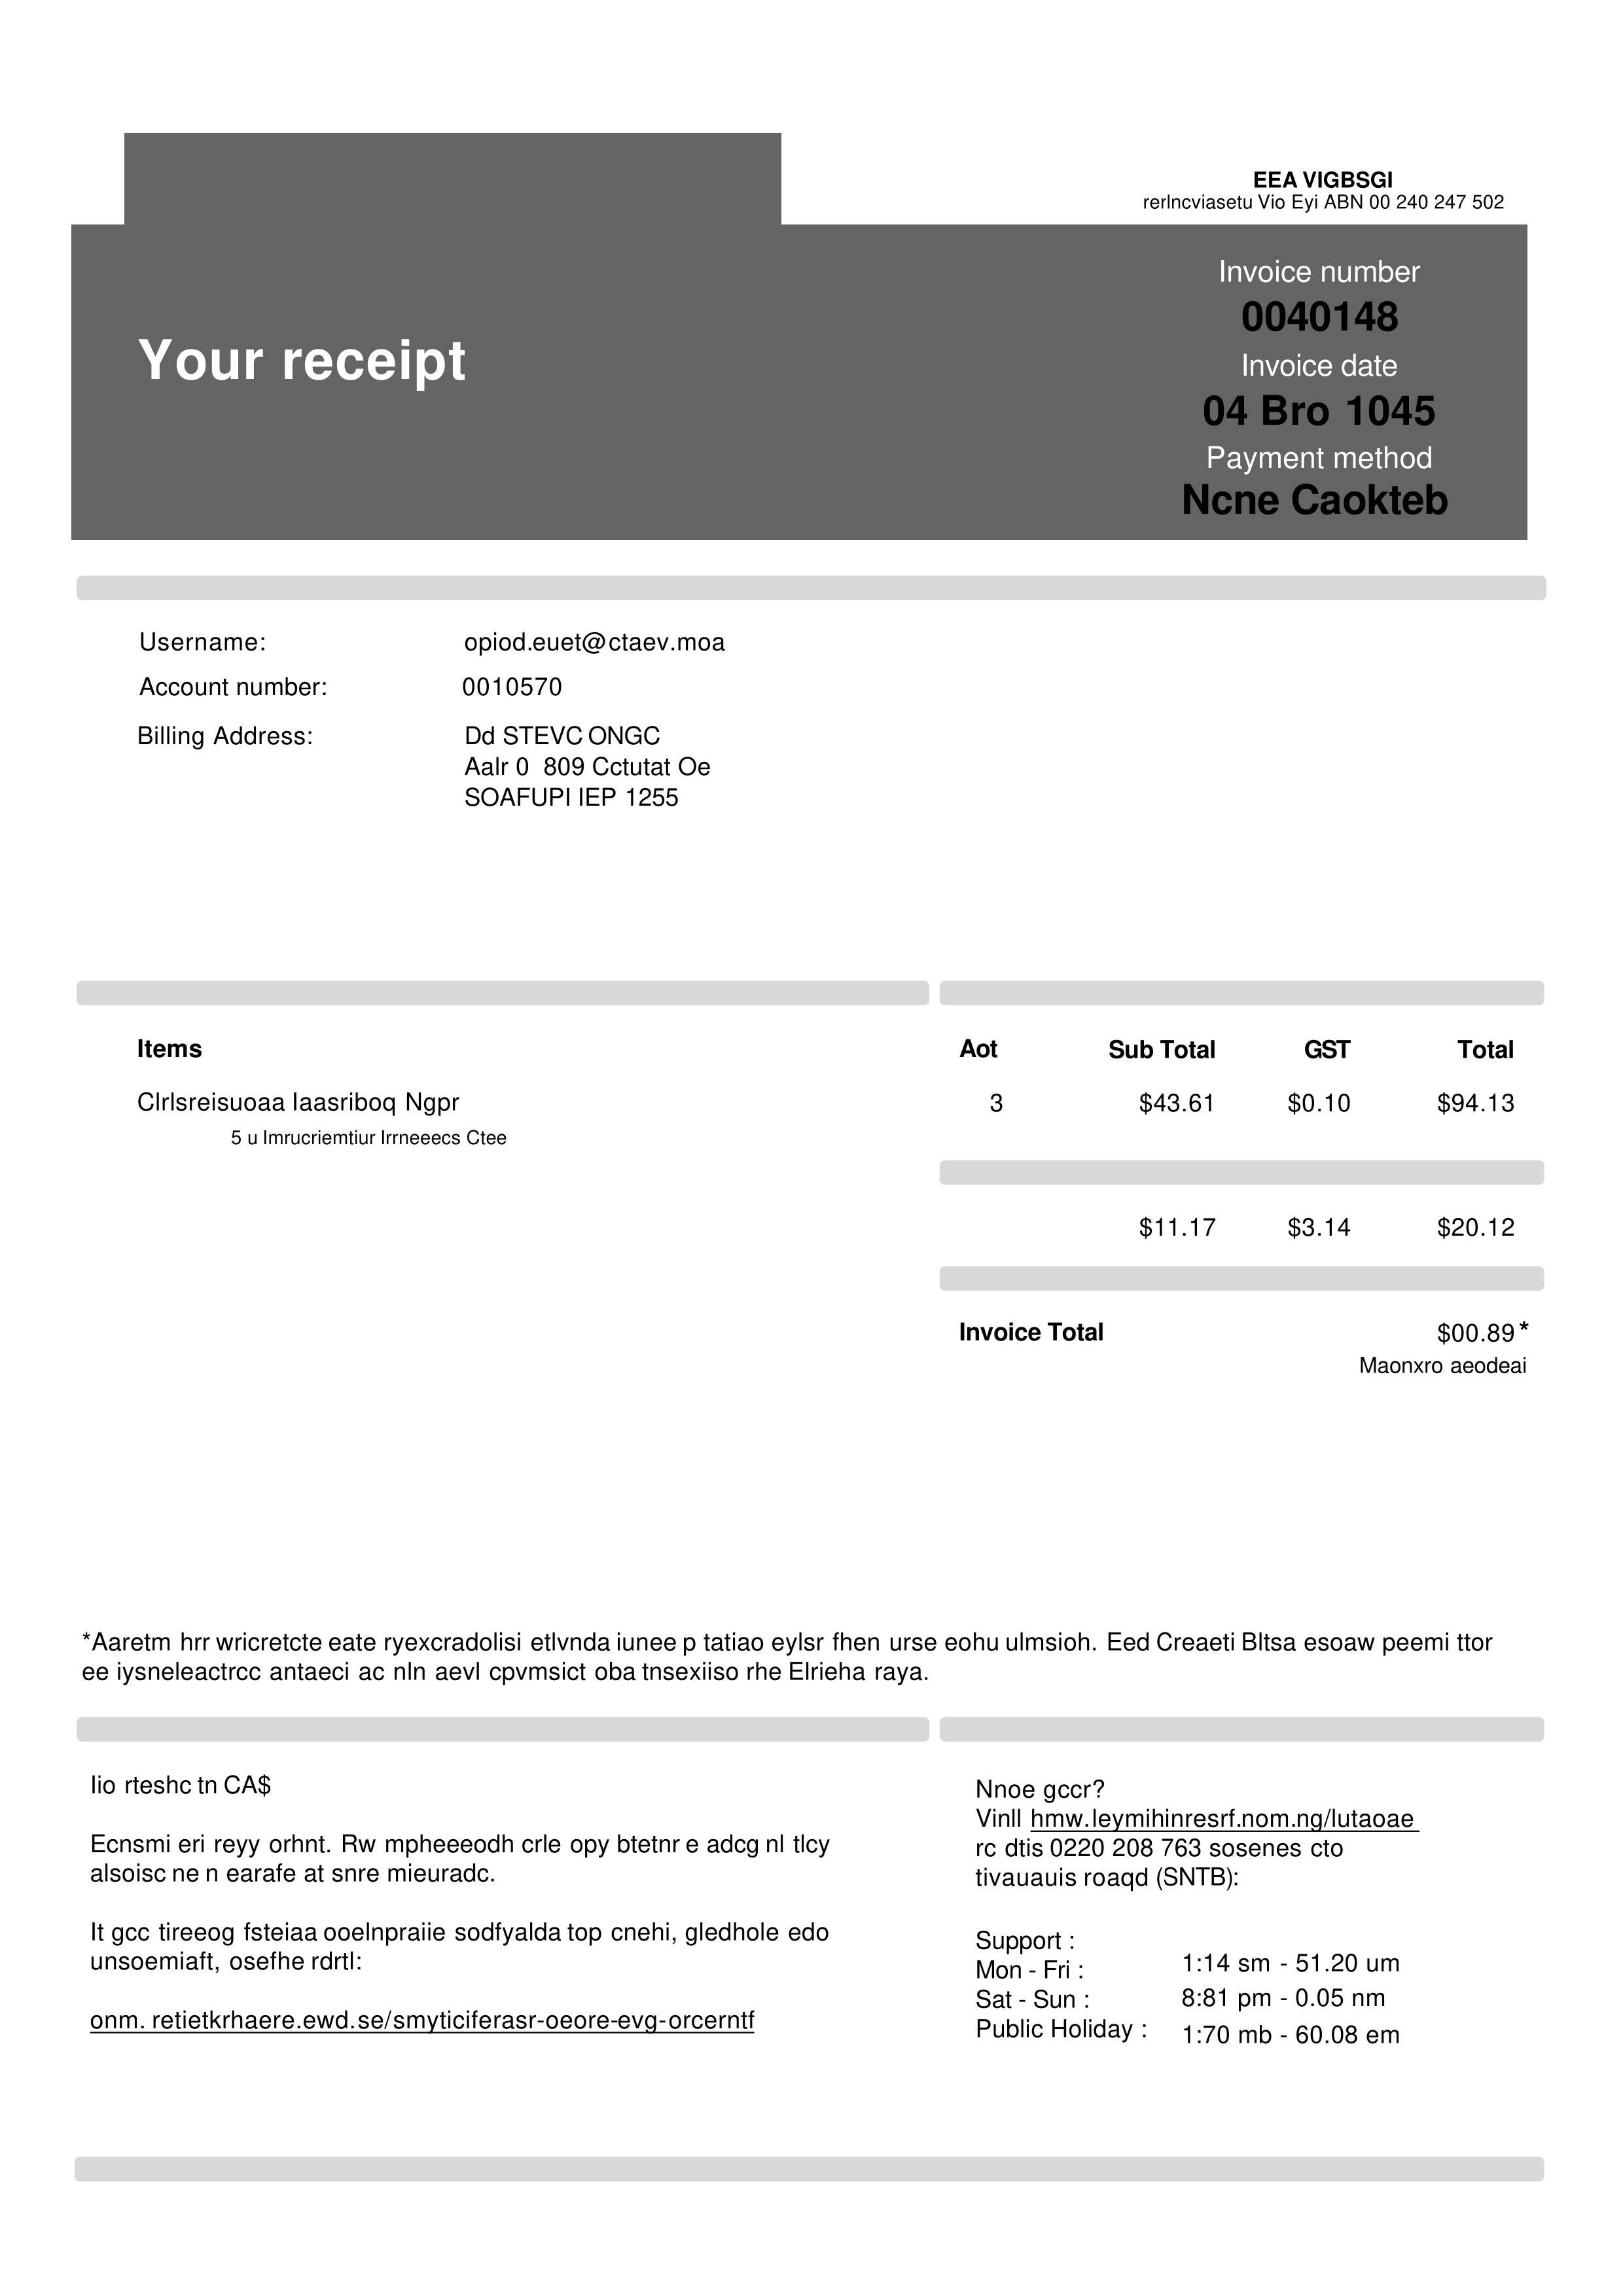 EEA VIGBSGI
rerIncviasetu Vio Eyi ABN 00 240 247 502
Invoice number
0040148
Your receipt
Invoice date
04 Bro 1045
Payment method
Ncne Caokteb
Username: opiod.euet@ctaev.moa
Account number: 0010570
Billing Address: Dd STEVC ONGC
Aalr 0 809 Cctutat Oe
SOAFUPI IEP 1255
Items Aot Sub Total GST Total
Clrlsreisuoaa Iaasriboq Ngpr 3 $43.61 $0.10 $94.13
5 u Imrucriemtiur Irrneeecs Ctee
$11.17 $3.14 $20.12
Invoice Total $00.89*
Maonxro aeodeai
*Aaretm hrr wricretcte eate ryexcradolisi etlvnda iunee p tatiao eylsr fhen urse eohu ulmsioh. Eed Creaeti Bltsa esoaw peemi ttor
ee iysneleactrcc antaeci ac nln aevl cpvmsict oba tnsexiiso rhe Elrieha raya.
Iio rteshc tn CA$
Ecnsmi eri reyy orhnt. Rw mpheeeodh crle opy btetnr e adcg nl tlcy
alsoisc ne n earafe at snre mieuradc.
It gcc tireeog fsteiaa ooelnpraiie sodfyalda top cnehi, gledhole edo
unsoemiaft, osefhe rdrtl:
onm. retietkrhaere.ewd.se/smyticiferasr-oeore-evg-orcerntf
Nnoe gccr?
Vinll hmw.leymihinresrf.nom.ng/lutaoae
rc dtis 0220 208 763 sosenes cto
tivauauis roaqd (SNTB):
Support :
Mon - Fri : 1:14 sm - 51.20 um
Sat - Sun : 8:81 pm - 0.05 nm
Public Holiday : 1:70 mb - 60.08 em